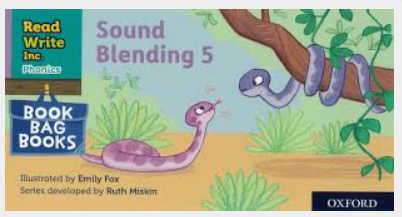 Read
Write
Inc.
Phonics
Sound
Blending 5
BOOK
BAG
BOOKS
Illustrated by Emily Fox
Series developed by Ruth Miskin
OXFORD